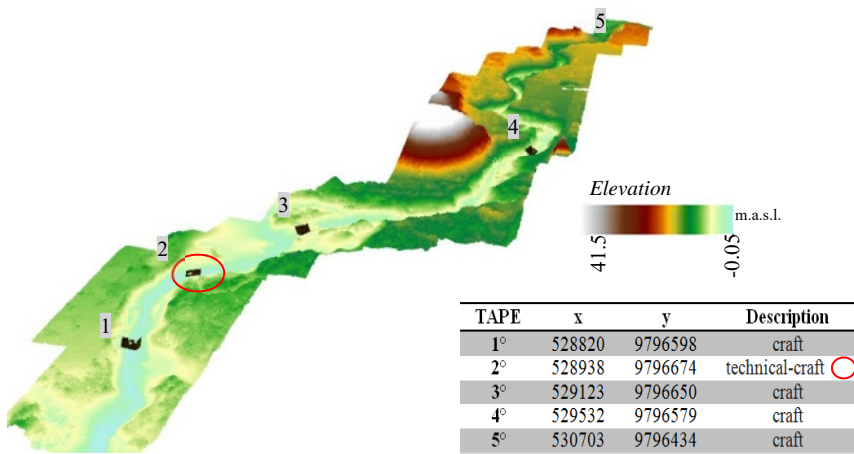 5
4
3
2
1
Elevation
m.a.s.l.
41.5 -0.05
TAPE x y Description
1° 528820 9796598 craft
2° 528938 9796674 technical-craft
3° 529123 9796650 craft
4° 529532 9796579 craft
5° 530703 9796434 craft